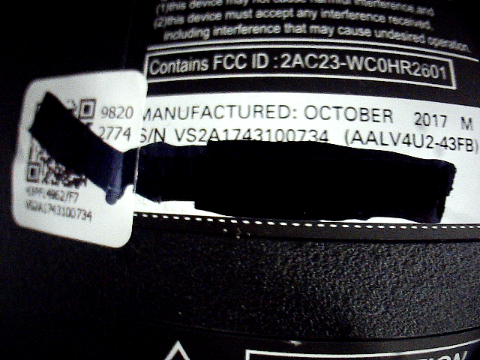 (1)this device may not cause harmful interference and
(2)this device must accept any interference received,
including interference that may cause undesired operation.
Contains FCC ID :2AC23-WC0HR2601
9820 MANUFACTURED: OCTOBER 2017 M
2774 S/N VS2A1743100734 (AALV4U2-43FB)
4962/F7
VS2A1743100734